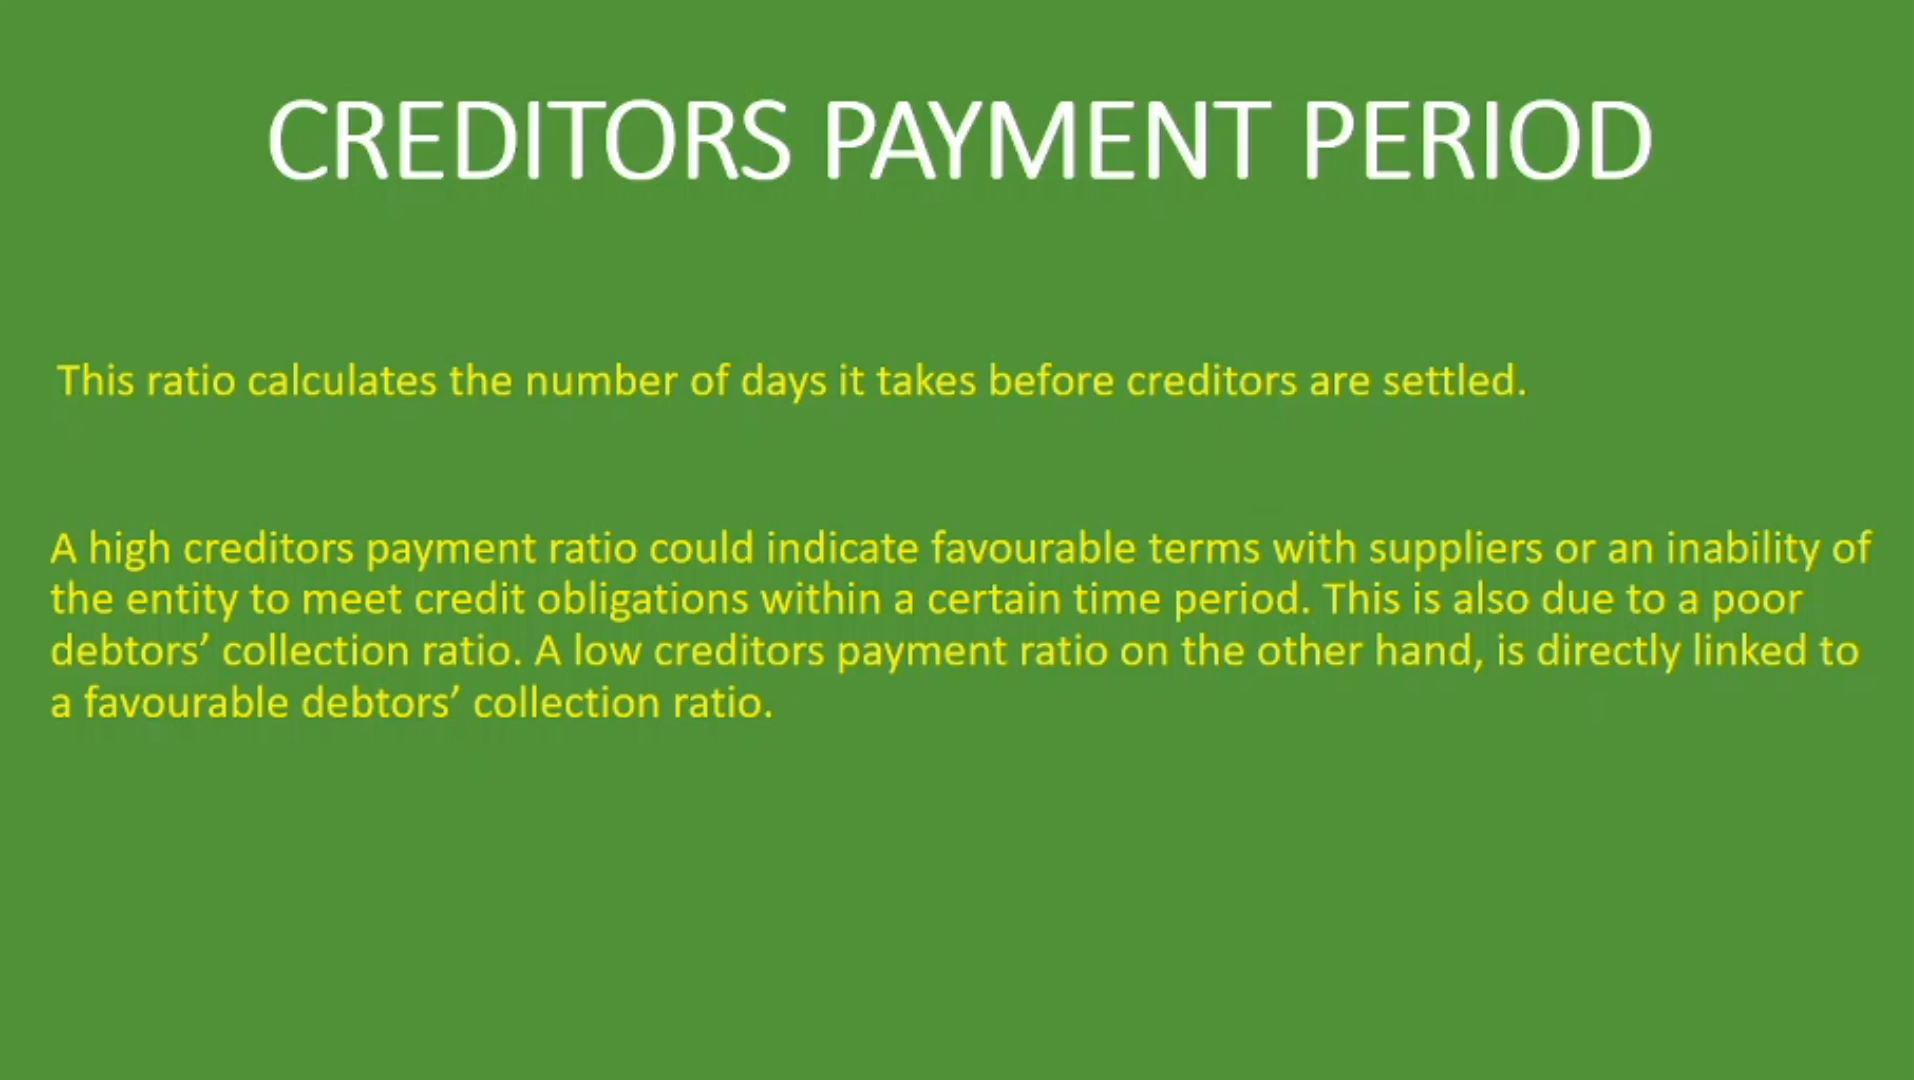 CREDITORS PAYMENT PERIOD
This ratio calculates the number of days it takes before creditors are settled.
A high creditors payment ratio could indicate favourable terms with suppliers or an inability of
the entity to meet credit obligations within a certain time period. This is also due to a poor
debtors’ collection ratio. A low creditors payment ratio on the other hand, is directly linked to
a favourable debtors’ collection ratio.